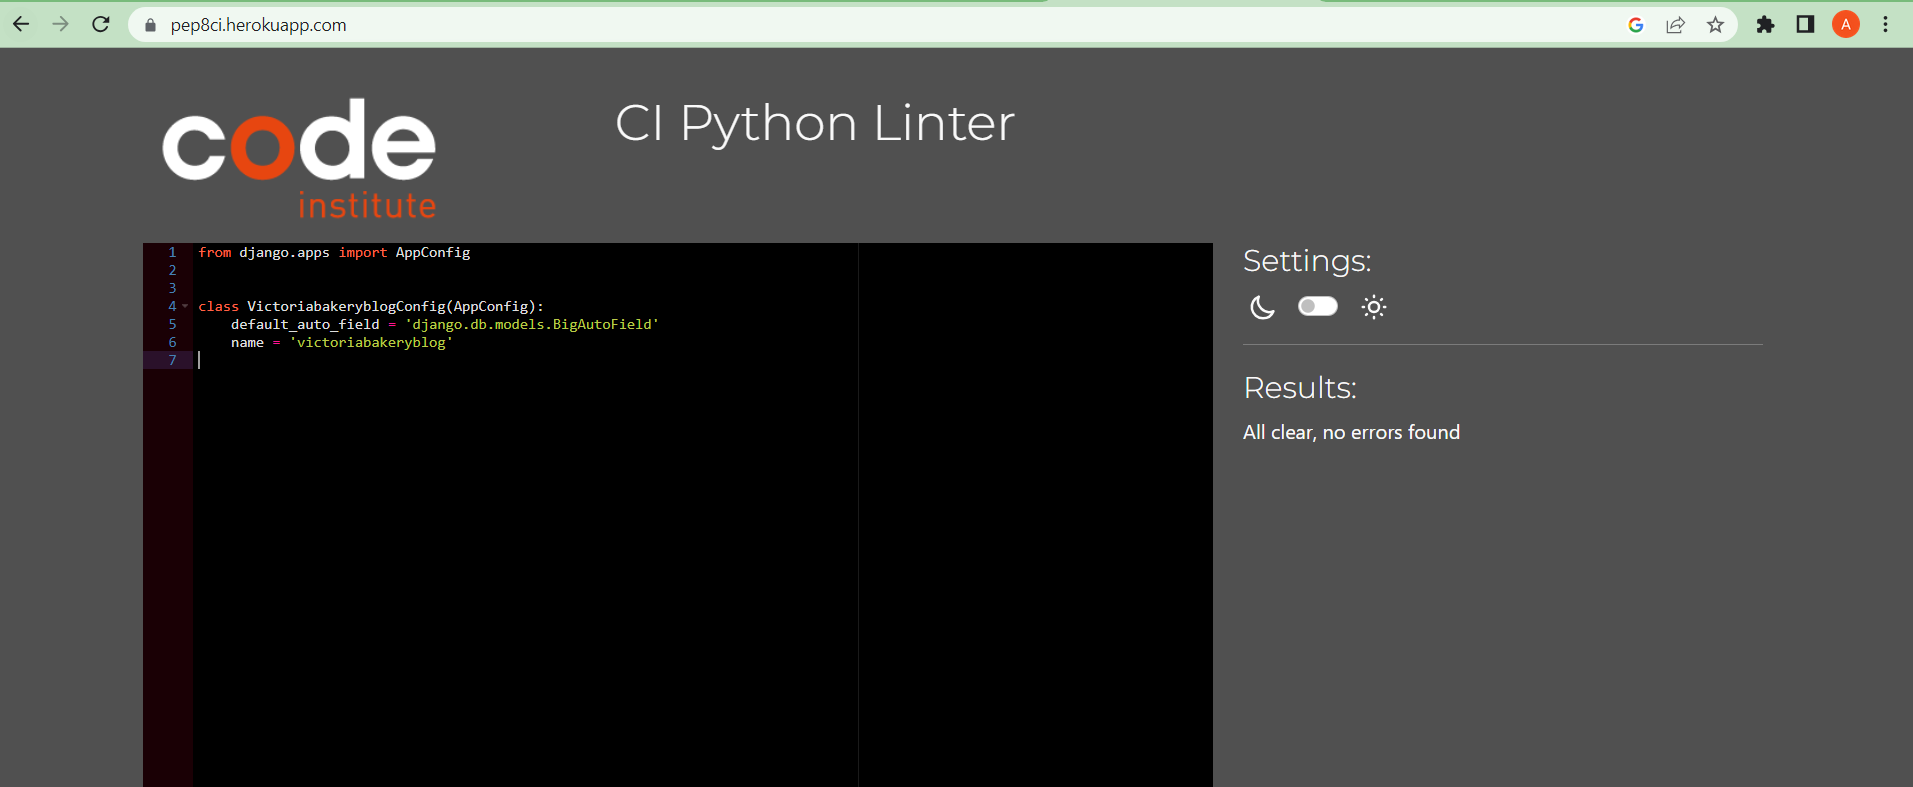 pep8ci.herokuapp.com
A
code
institute
CI Python Linter
1 from django.apps import AppConfig
2
3
4 class VictoriabakeryblogConfig(AppConfig):
5     default_auto_field = 'django.db.models.BigAutoField'
6     name = 'victoriabakeryblog'
7
Settings:
Results:
All clear, no errors found